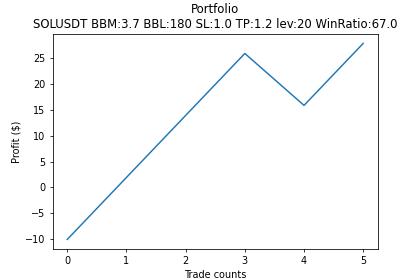 Portfolio
SOLUSDT BBM:3.7 BBL:180 SL:1.0 TP:1.2 lev:20 WinRatio:67.0
25
20
15
10
5
0
−5
−10
Profit ($)
0 1 2 3 4 5
Trade counts